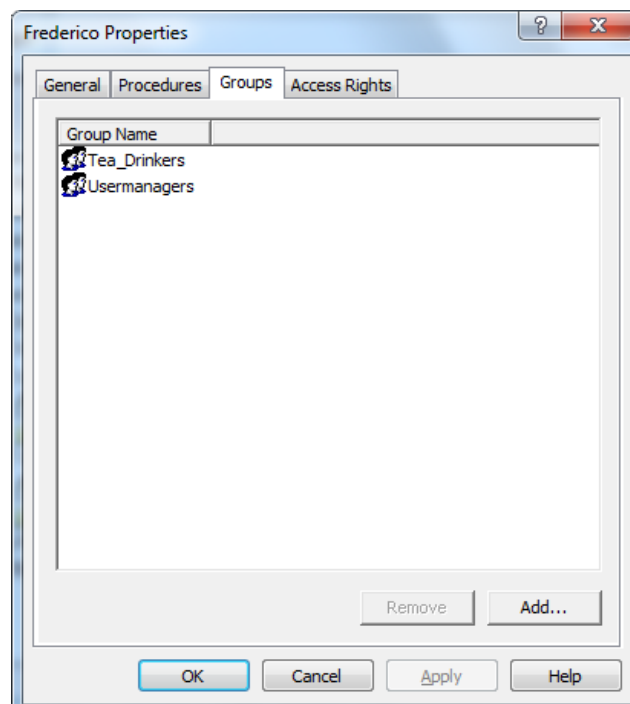 Frederico Properties
General Procedures Groups Access Rights
Group Name
Tea_Drinkers
Usermanagers
Remove Add...
OK Cancel Apply Help